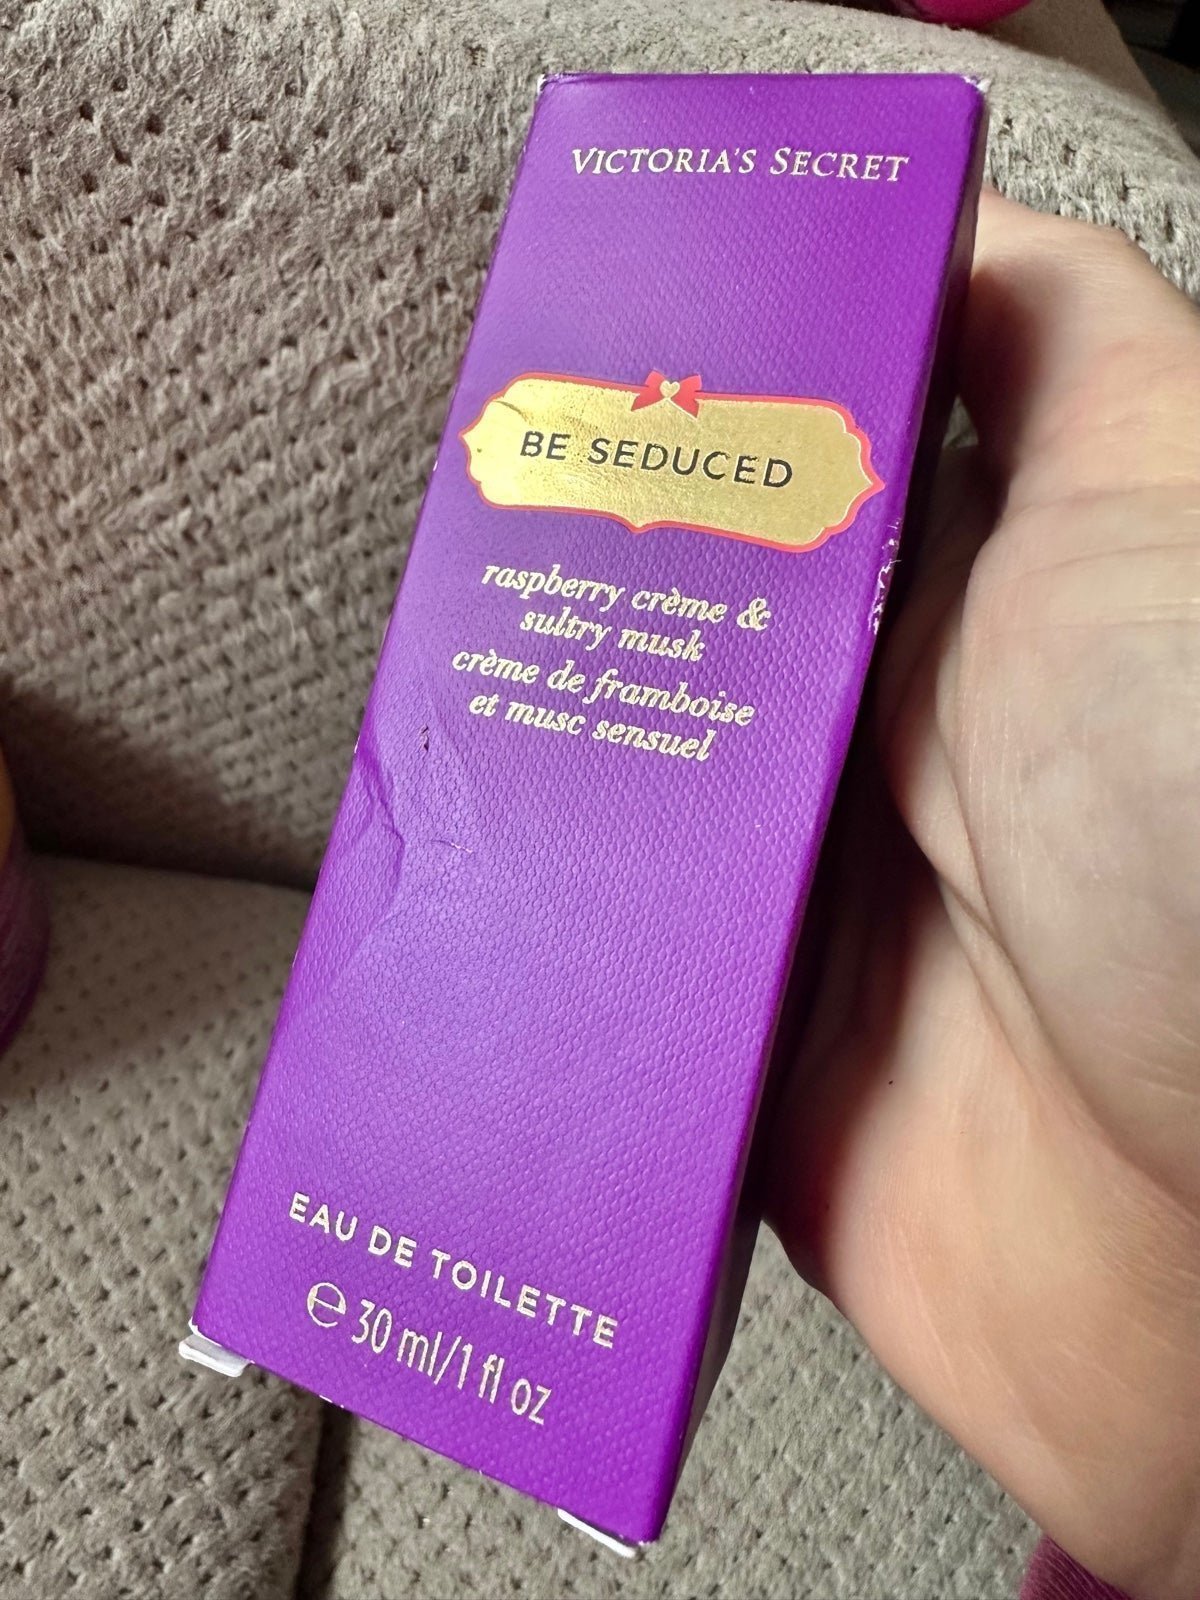 VICTORIA'S SECRET
BE SEDUCED
raspberry crème &
sultry musk
crème de framboise
et musc sensuel
EAU DE TOILETTE
℮ 30 ml/1 fl oz